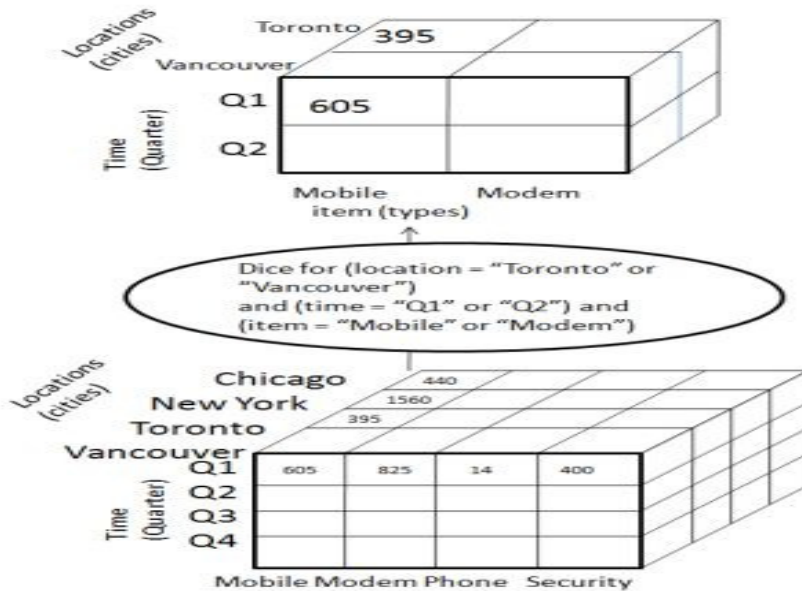 Locations
(cities)
Toronto
395
Vancouver
Q1
605
Time
(Quarter)
Q2
Mobile
Modem
item (types)
Dice for (location = “Toronto” or
“Vancouver”)
and (time = “Q1” or “Q2”) and
(item = “Mobile” or “Modem”)
Locations
(cities)
Chicago
440
New York
1560
Toronto
395
Vancouver
Q1
605
825
14
400
Q2
Time
(Quarter)
Q3
Q4
Mobile Modem Phone Security